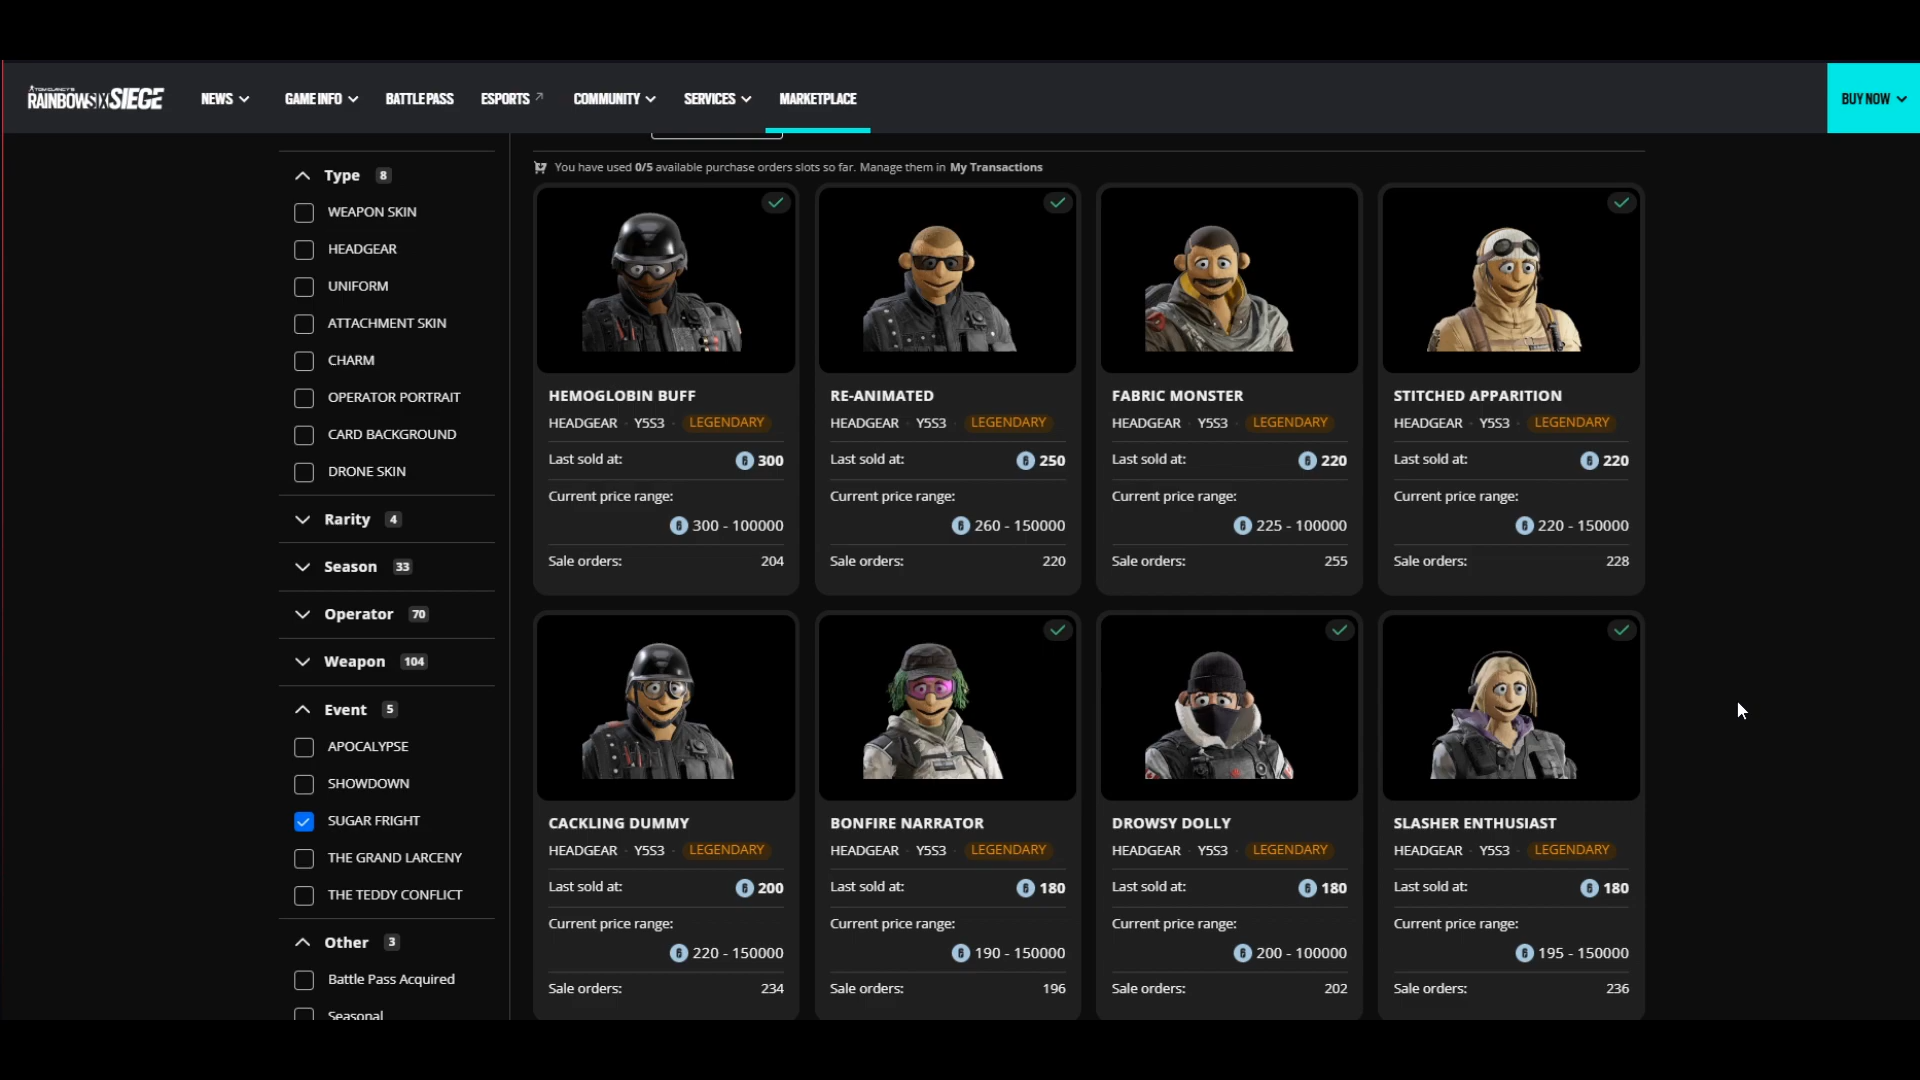 TOM CLANCY'S
RAINBOWSIXSIEGE
NEWS
GAME INFO
BATTLE PASS
ESPORTS
COMMUNITY
SERVICES
MARKETPLACE
BUY NOW
Type 8
WEAPON SKIN
HEADGEAR
UNIFORM
ATTACHMENT SKIN
CHARM
OPERATOR PORTRAIT
CARD BACKGROUND
DRONE SKIN
Rarity 4
Season 33
Operator 70
Weapon 104
Event 5
APOCALYPSE
SHOWDOWN
SUGAR FRIGHT
THE GRAND LARCENY
THE TEDDY CONFLICT
Other 3
Battle Pass Acquired
Seasonal
You have used 0/5 available purchase orders slots so far. Manage them in My Transactions
HEMOGLOBIN BUFF
HEADGEAR · Y5S3 · LEGENDARY
Last sold at: 300
Current price range:
300 - 100000
Sale orders: 204
RE-ANIMATED
HEADGEAR · Y5S3 · LEGENDARY
Last sold at: 250
Current price range:
260 - 150000
Sale orders: 220
FABRIC MONSTER
HEADGEAR · Y5S3 · LEGENDARY
Last sold at: 220
Current price range:
225 - 100000
Sale orders: 255
STITCHED APPARITION
HEADGEAR · Y5S3 · LEGENDARY
Last sold at: 220
Current price range:
220 - 150000
Sale orders: 228
CACKLING DUMMY
HEADGEAR · Y5S3 · LEGENDARY
Last sold at: 200
Current price range:
220 - 150000
Sale orders: 234
BONFIRE NARRATOR
HEADGEAR · Y5S3 · LEGENDARY
Last sold at: 180
Current price range:
190 - 150000
Sale orders: 196
DROWSY DOLLY
HEADGEAR · Y5S3 · LEGENDARY
Last sold at: 180
Current price range:
200 - 100000
Sale orders: 202
SLASHER ENTHUSIAST
HEADGEAR · Y5S3 · LEGENDARY
Last sold at: 180
Current price range:
195 - 150000
Sale orders: 236